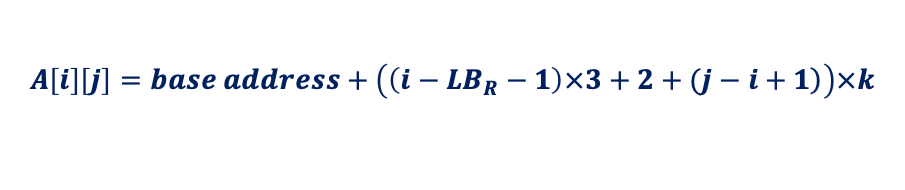 A[i][j] = base address + ((i − LB_R − 1)×3 + 2 + (j − i + 1))×k